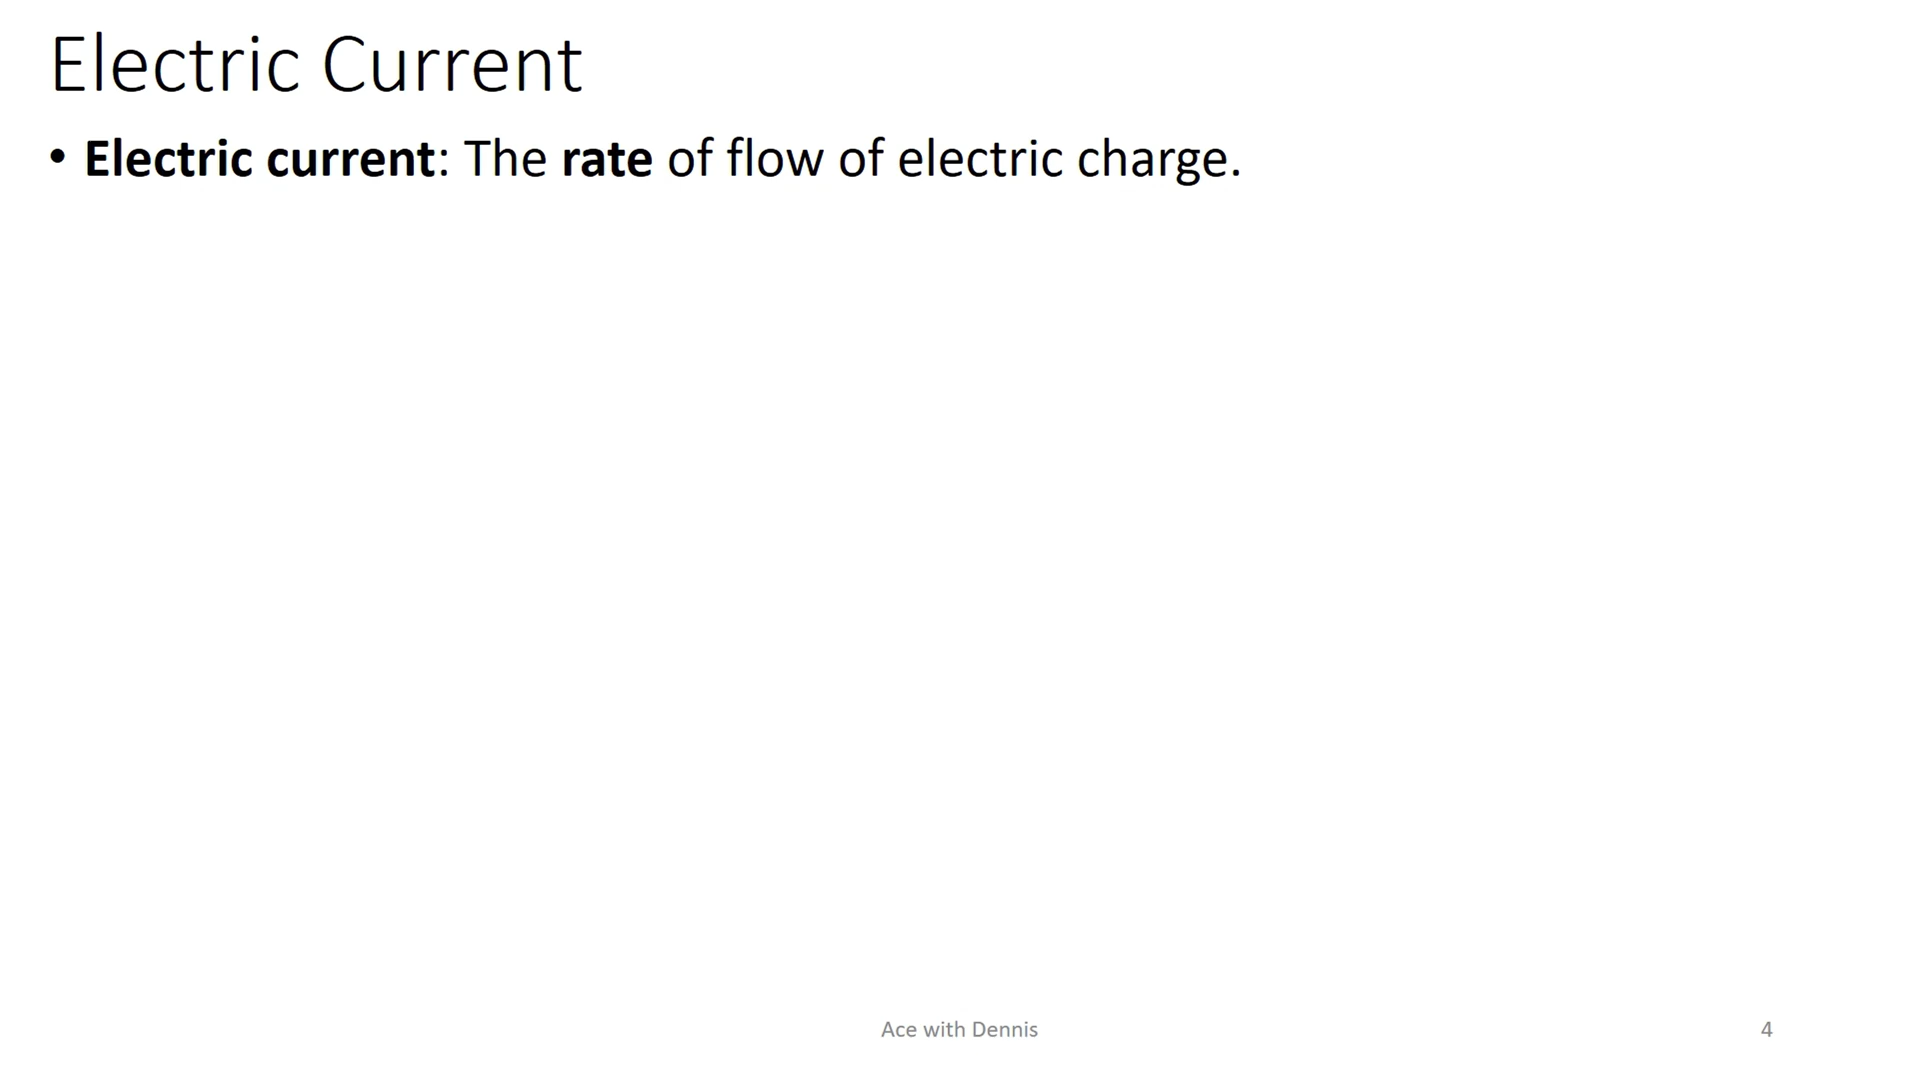 Electric Current
• Electric current: The rate of flow of electric charge.
Ace with Dennis
4